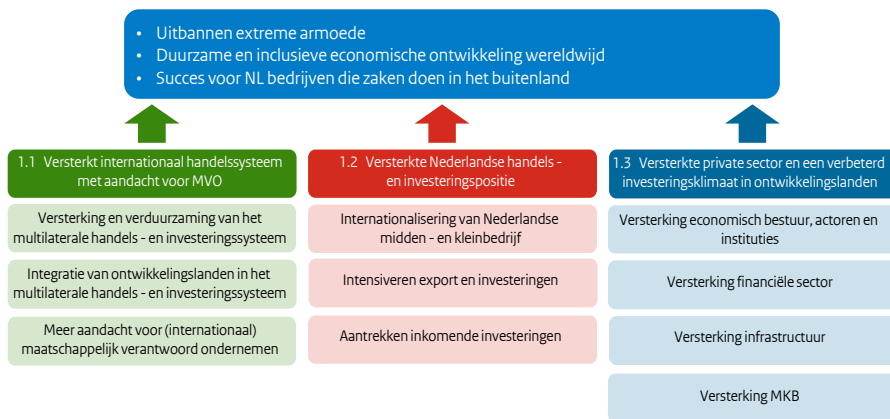 • Uitbannen extreme armoede
• Duurzame en inclusieve economische ontwikkeling wereldwijd
• Succes voor NL bedrijven die zaken doen in het buitenland
1.1 Versterkt internationaal handelssysteem
met aandacht voor MVO
Versterking en verduurzaming van het
multilaterale handels - en investeringssysteem
Integratie van ontwikkelingslanden in het
multilaterale handels - en investeringssysteem
Meer aandacht voor (internationaal)
maatschappelijk verantwoord ondernemen
1.2 Versterkte Nederlandse handels -
en investeringspositie
Internationalisering van Nederlandse
midden - en kleinbedrijf
Intensiveren export en investeringen
Aantrekken inkomende investeringen
1.3 Versterkte private sector en een verbeterd
investeringsklimaat in ontwikkelingslanden
Versterking economisch bestuur, actoren en
instituties
Versterking financiële sector
Versterking infrastructuur
Versterking MKB